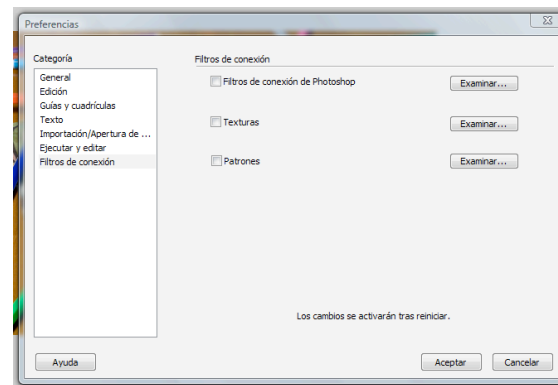 Preferencias
Categoría
General
Edición
Guías y cuadrículas
Texto
Importación/Apertura de ...
Ejecutar y editar
Filtros de conexión
Filtros de conexión
Filtros de conexión de Photoshop
Examinar...
Texturas
Examinar...
Patrones
Examinar...
Los cambios se activarán tras reiniciar.
Ayuda
Aceptar
Cancelar